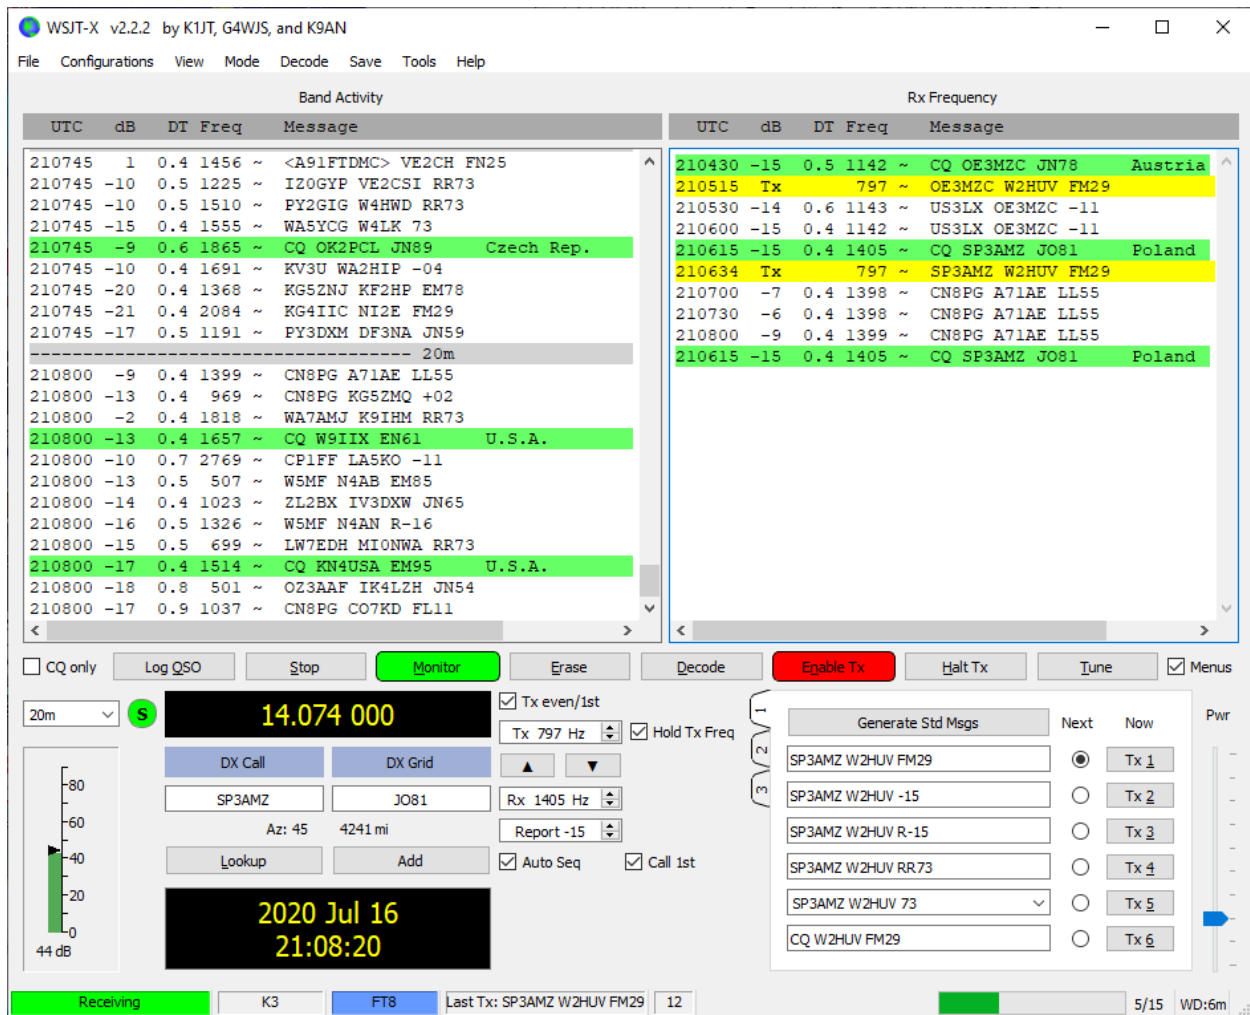 WSJT-X v2.2.2 by K1JT, G4WJS, and K9AN
File Configurations View Mode Decode Save Tools Help
Band Activity
UTC dB DT Freq Message
210745 1 0.4 1456 ~ <A91FTDMC> VE2CH FN25
210745 -10 0.5 1225 ~ IZ0GYP VE2CSI RR73
210745 -10 0.5 1510 ~ PY2GIG W4HWD RR73
210745 -15 0.4 1555 ~ WA5YCG W4LK 73
210745 -9 0.6 1865 ~ CQ OK2PCL JN89 Czech Rep.
210745 -10 0.4 1691 ~ KV3U WA2HIP -04
210745 -20 0.4 1368 ~ KG5ZNJ KF2HP EM78
210745 -21 0.4 2084 ~ KG4IIC NI2E FM29
210745 -17 0.5 1191 ~ PY3DXM DF3NA JN59
------------------------------------ 20m
210800 -9 0.4 1399 ~ CN8PG A71AE LL55
210800 -13 0.4 969 ~ CN8PG KG5ZMQ +02
210800 -2 0.4 1818 ~ WA7AMJ K9IHM RR73
210800 -13 0.4 1657 ~ CQ W9IIX EN61 U.S.A.
210800 -10 0.7 2769 ~ CP1FF LA5KO -11
210800 -13 0.5 507 ~ W5MF N4AB EM85
210800 -14 0.4 1023 ~ ZL2BX IV3DXW JN65
210800 -16 0.5 1326 ~ W5MF N4AN R-16
210800 -15 0.5 699 ~ LW7EDH MI0NWA RR73
210800 -17 0.4 1514 ~ CQ KN4USA EM95 U.S.A.
210800 -18 0.8 501 ~ OZ3AAF IK4LZH JN54
210800 -17 0.9 1037 ~ CN8PG CO7KD FL11
Rx Frequency
UTC dB DT Freq Message
210430 -15 0.5 1142 ~ CQ OE3MZC JN78 Austria
210515 Tx 797 ~ OE3MZC W2HUV FM29
210530 -14 0.6 1143 ~ US3LX OE3MZC -11
210600 -15 0.4 1142 ~ US3LX OE3MZC -11
210615 -15 0.4 1405 ~ CQ SP3AMZ JO81 Poland
210634 Tx 797 ~ SP3AMZ W2HUV FM29
210700 -7 0.4 1398 ~ CN8PG A71AE LL55
210730 -6 0.4 1398 ~ CN8PG A71AE LL55
210800 -9 0.4 1399 ~ CN8PG A71AE LL55
210615 -15 0.4 1405 ~ CQ SP3AMZ JO81 Poland
CQ only Log QSO Stop Monitor Erase Decode Enable Tx Halt Tx Tune Menus
20m S
14.074 000
DX Call DX Grid
SP3AMZ JO81
Az: 45 4241 mi
Lookup Add
2020 Jul 16
21:08:20
-80
-60
-40
-20
-0
44 dB
Tx even/1st
Tx 797 Hz Hold Tx Freq
Rx 1405 Hz
Report -15
Auto Seq Call 1st
1
2
3
Generate Std Msgs Next Now Pwr
SP3AMZ W2HUV FM29 Tx 1
SP3AMZ W2HUV -15 Tx 2
SP3AMZ W2HUV R-15 Tx 3
SP3AMZ W2HUV RR73 Tx 4
SP3AMZ W2HUV 73 Tx 5
CQ W2HUV FM29 Tx 6
Receiving K3 FT8 Last Tx: SP3AMZ W2HUV FM29 12 5/15 WD:6m